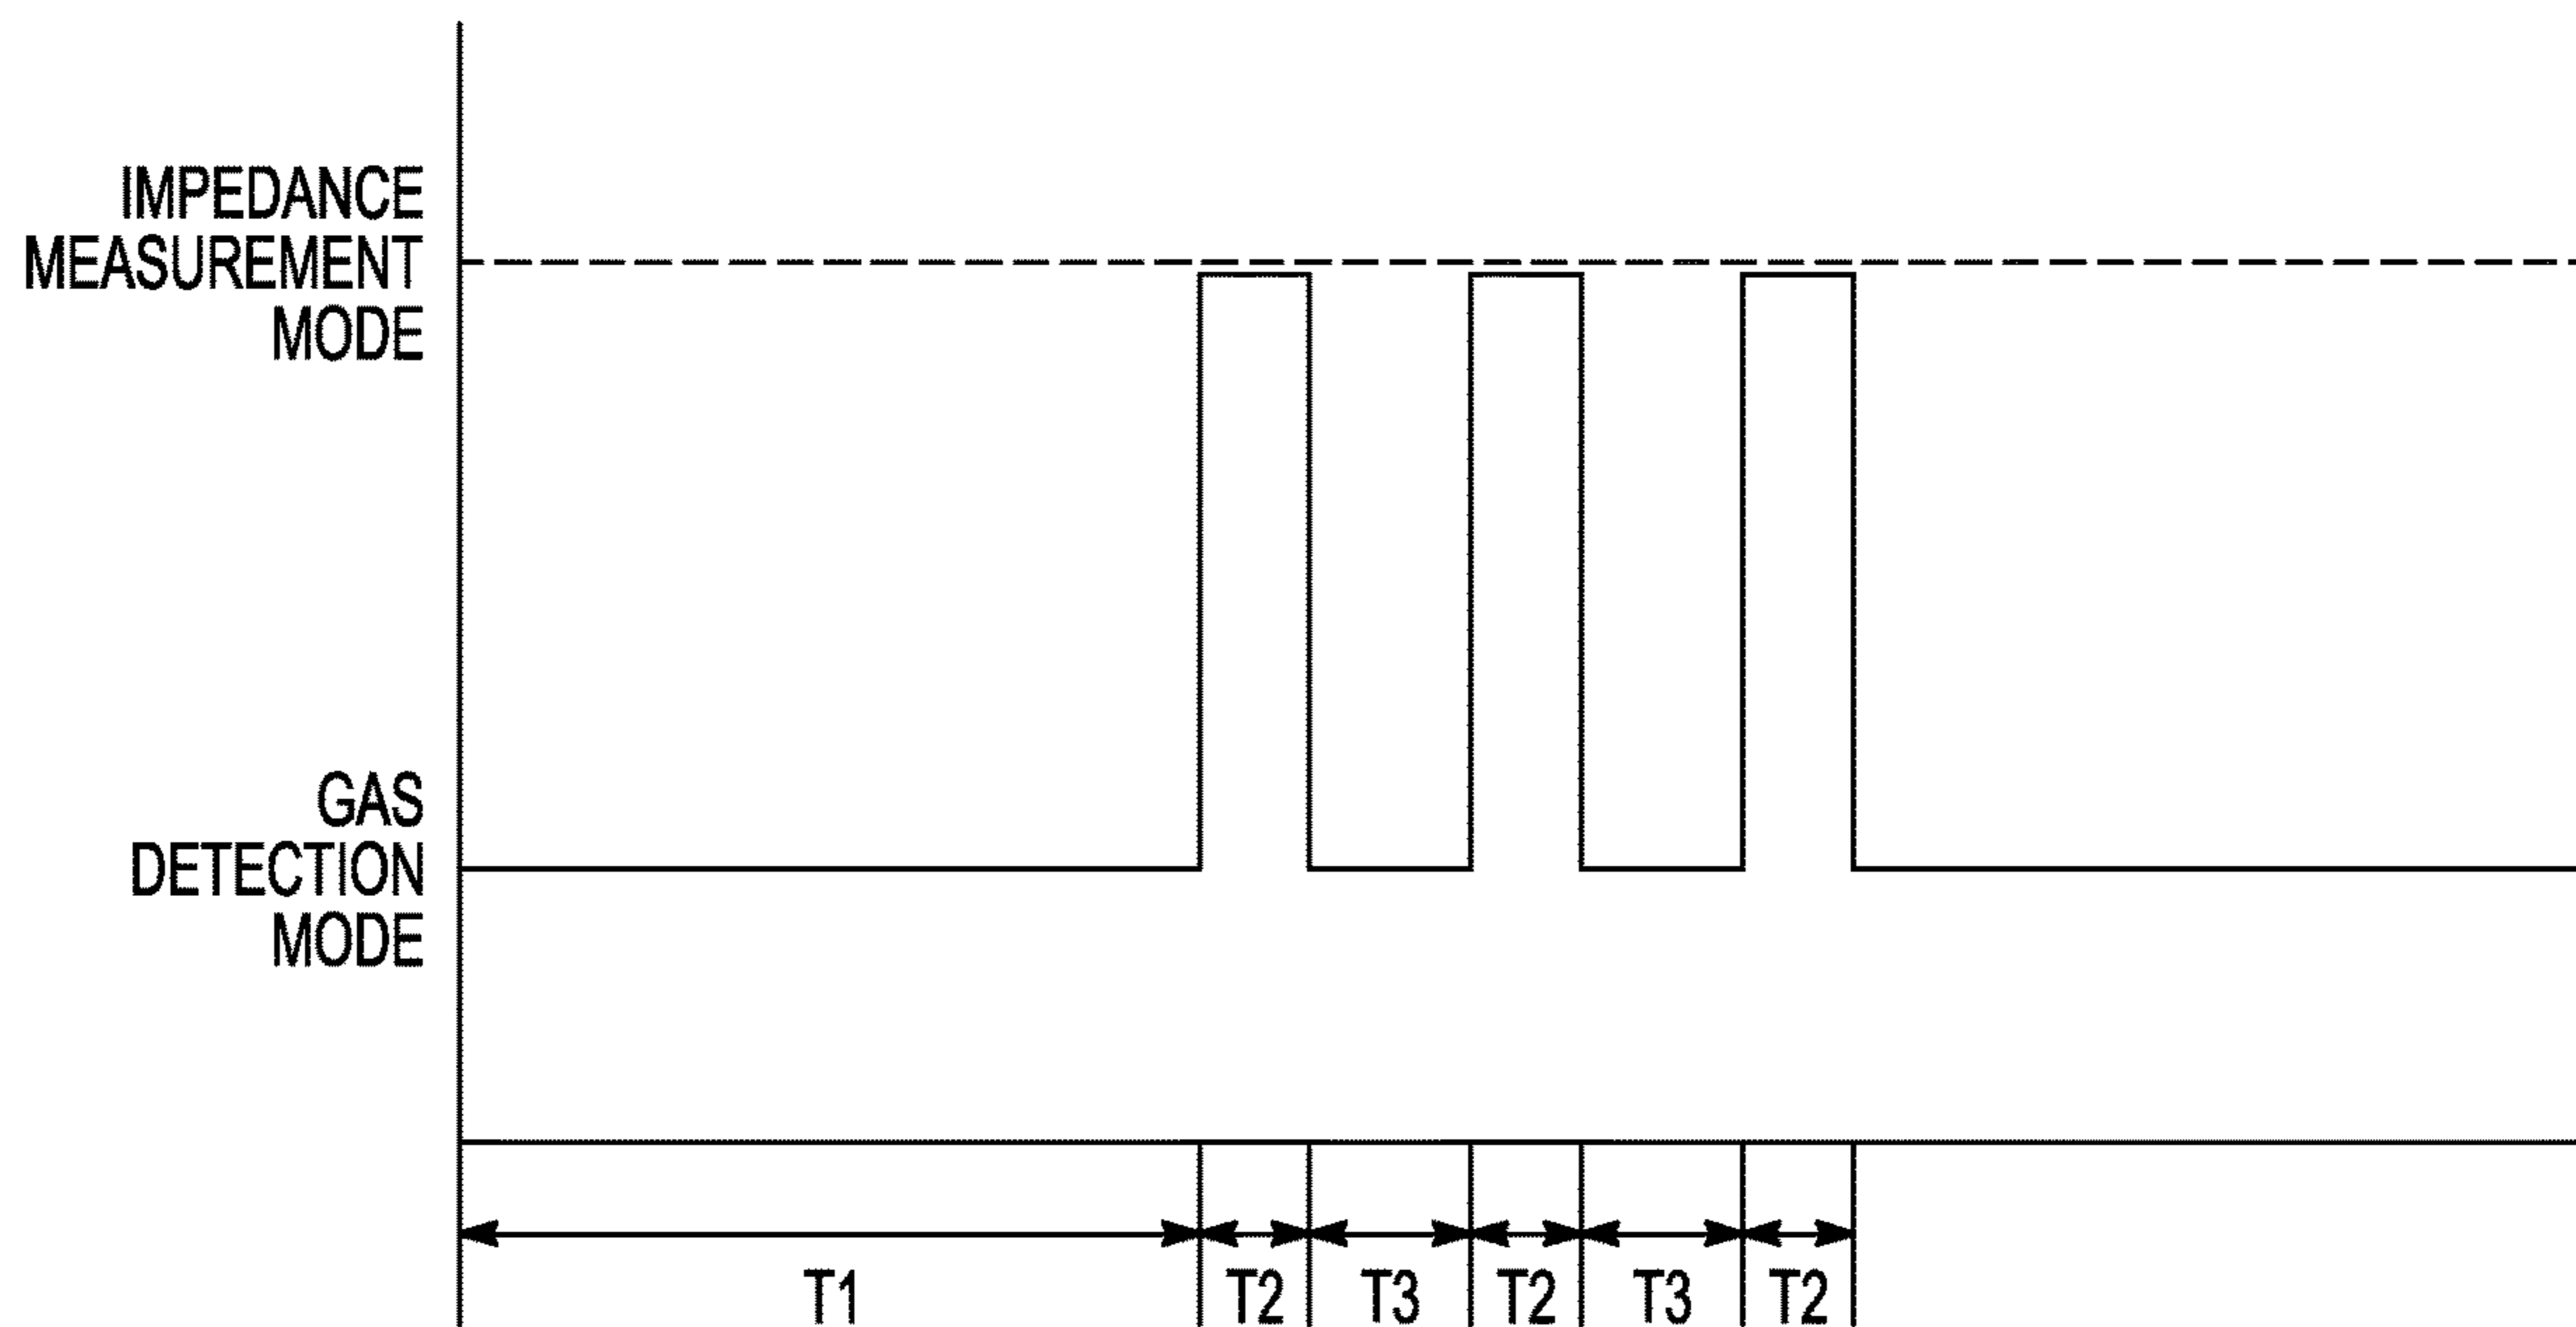 IMPEDANCE
MEASUREMENT
MODE
GAS
DETECTION
MODE
T1 T2 T3 T2 T3 T2